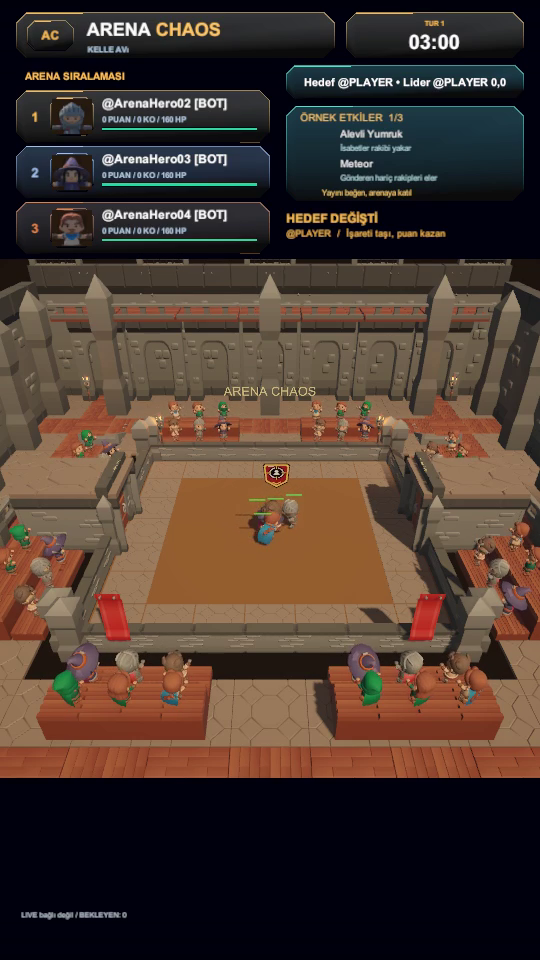 AC
ARENA CHAOS
KELLE AVI
TUR 1
03:00
ARENA SIRALAMASI
1
@ArenaHero02 [BOT]
0 PUAN / 0 KO / 160 HP
2
@ArenaHero03 [BOT]
0 PUAN / 0 KO / 160 HP
3
@ArenaHero04 [BOT]
0 PUAN / 0 KO / 160 HP
Hedef @PLAYER • Lider @PLAYER 0,0
ÖRNEK ETKİLER 1/3
Alevli Yumruk
İsabetler rakibi yakar
Meteor
Gönderen hariç rakipleri eler
Yayını beğen, arenaya katıl
HEDEF DEĞİŞTİ
@PLAYER / İşareti taşı, puan kazan
ARENA CHAOS
LIVE bağlı değil / BEKLEYEN: 0